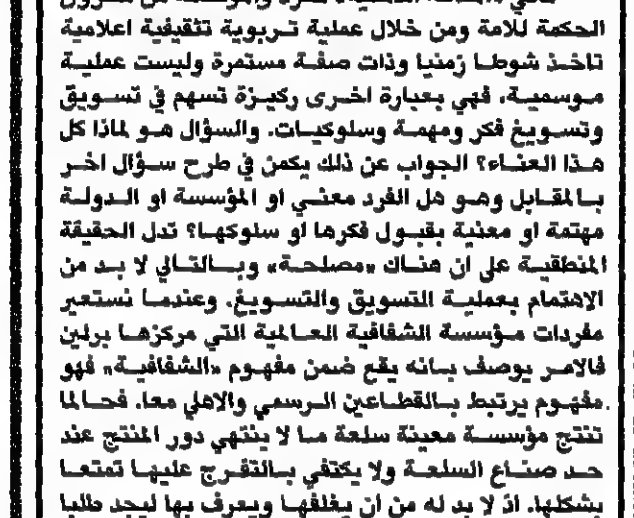 الحكمة للامة ومن خلال عملية تربوية تثقيفية اعلامية
تاخذ شوطا زمنيا وذات صفة مستمرة وليست عملية
موسمية، فهي بعبارة اخرى ركيزة تسهم في تسويق
وتسويغ فكر ومهمة وسلوكيات. والسؤال هو لماذا كل
هذا العناء؟ الجواب عن ذلك يكمن في طرح سؤال اخر
بالمقابل وهو هل الفرد معني او المؤسسة او الدولة
مهتمة او معنية بقبول فكرها او سلوكها؟ تدل الحقيقة
المنطقية على ان هناك «مصلحة» وبالتالي لا بد من
الاهتمام بعملية التسويق والتسويغ. وعندما نستعير
مفردات مؤسسة الشفافية العالمية التي مركزها برلين
فالامر يوصف بانه يقع ضمن مفهوم «الشفافية» فهو
مفهوم يرتبط بالقطاعين الرسمي والاهلي معا. فحالما
تنتج مؤسسة معينة سلعة ما لا ينتهي دور المنتج عند
حد صناع السلعة ولا يكتفي بالتفرج عليها تمتعا
بشكلها. اذ لا بد له من ان يغلفها ويعرف بها ليجد طلبا